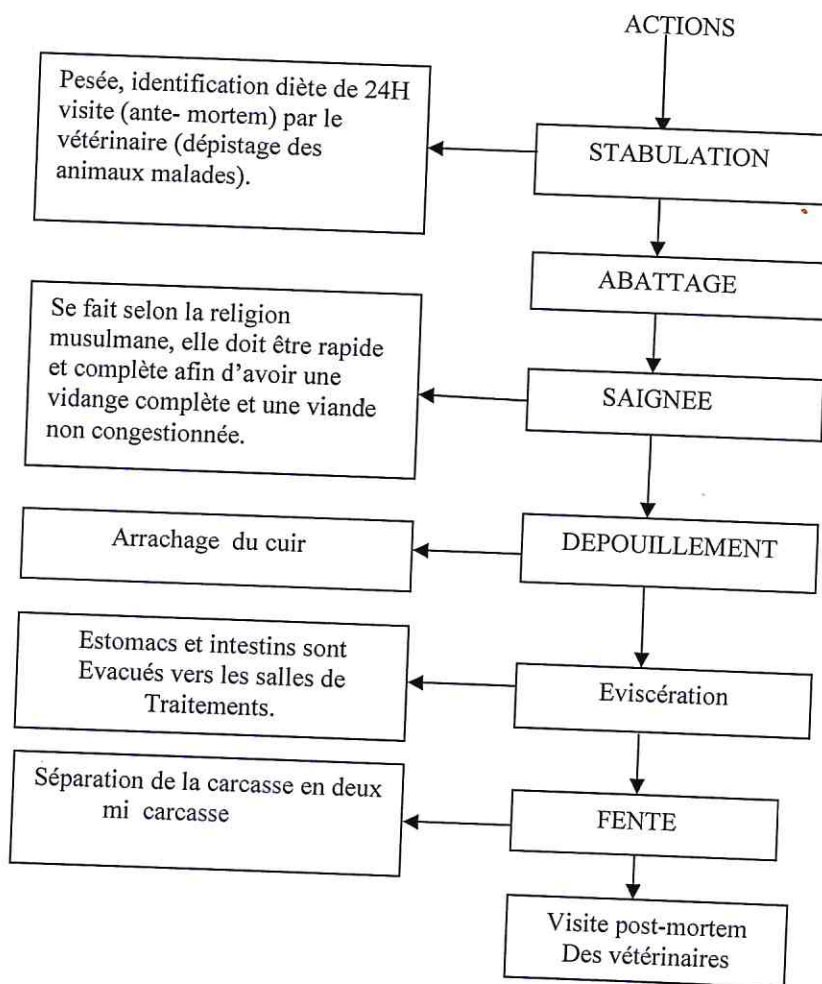 ACTIONS
Pesée, identification diète de 24H
visite (ante- mortem) par le
vétérinaire (dépistage des
animaux malades).
STABULATION
ABATTAGE
Se fait selon la religion
musulmane, elle doit être rapide
et complète afin d'avoir une
vidange complète et une viande
non congestionnée.
SAIGNEE
Arrachage du cuir
DEPOUILLEMENT
Estomacs et intestins sont
Evacués vers les salles de
Traitements.
Eviscération
Séparation de la carcasse en deux
mi carcasse
FENTE
Visite post-mortem
Des vétérinaires